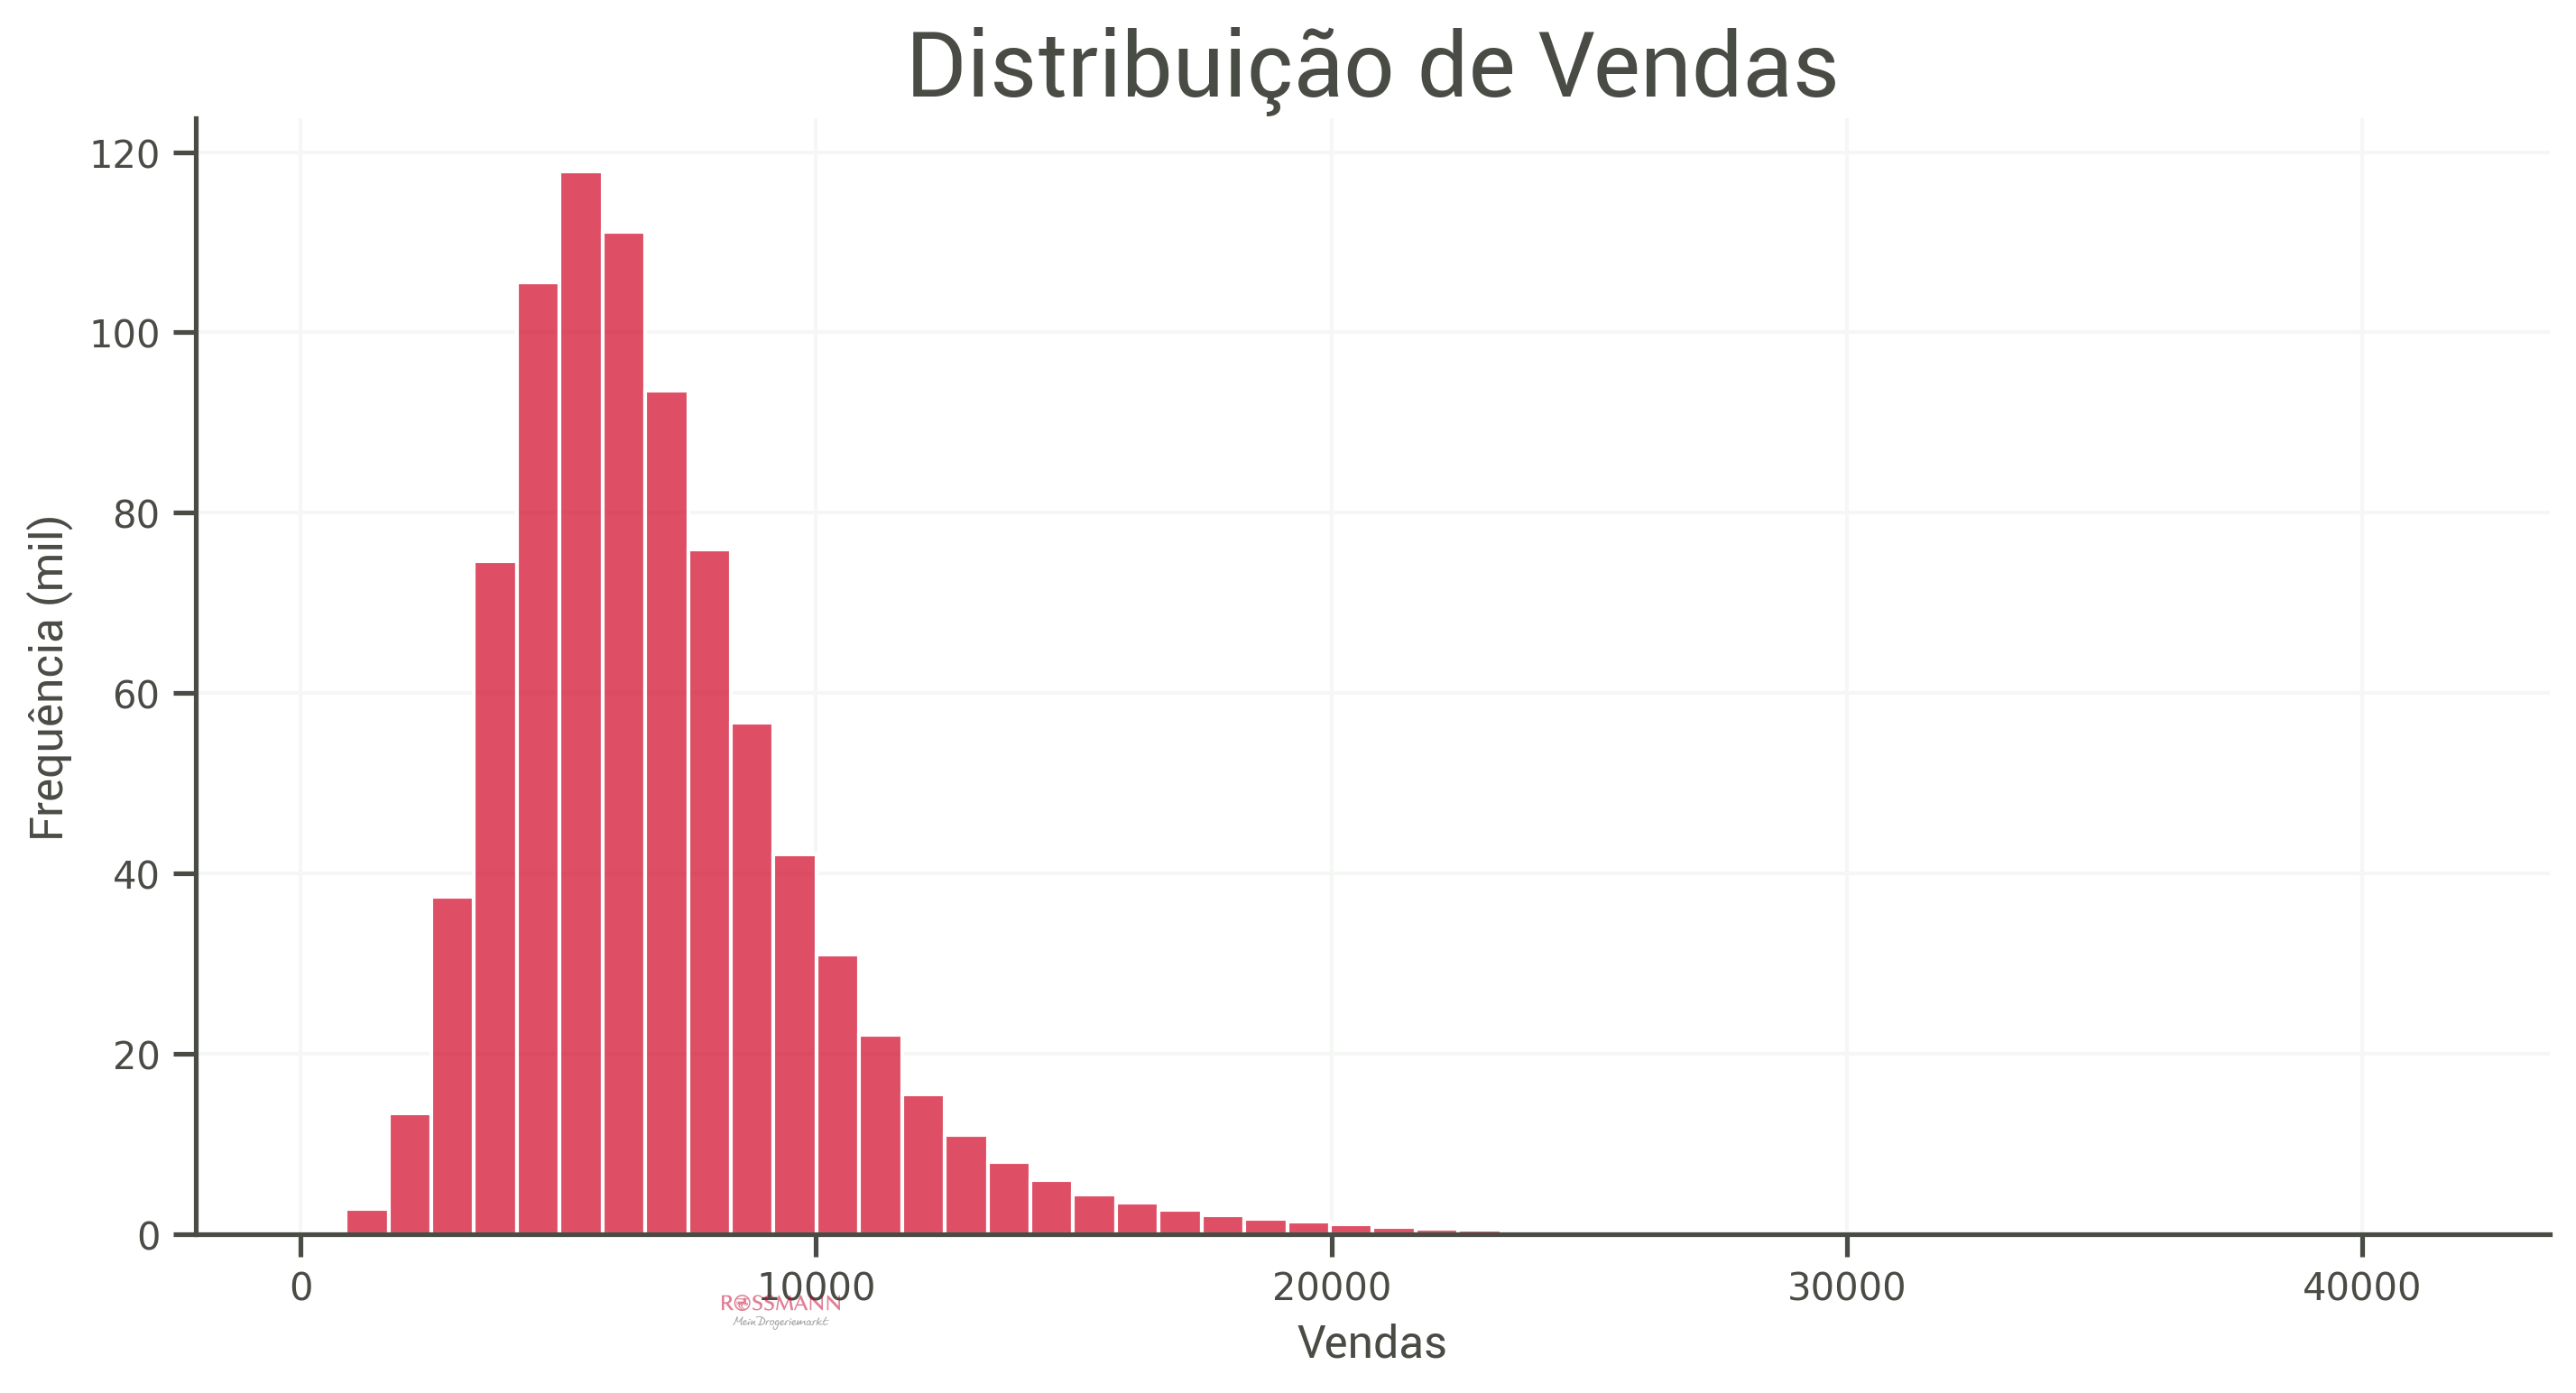 Distribuição de Vendas
Frequência (mil)
120
100
80
60
40
20
0
0 10000 20000 30000 40000
ROSSMANN
Mein Drogeriemarkt
Vendas